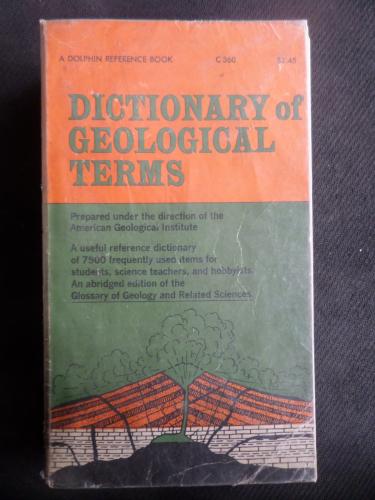 A DOLPHIN REFERENCE BOOK C 360 $2.45
DICTIONARY of
GEOLOGICAL
TERMS
Prepared under the direction of the
American Geological Institute
A useful reference dictionary
of 7500 frequently used items for
students, science teachers, and hobbyists.
An abridged edition of the
Glossary of Geology and Related Sciences.